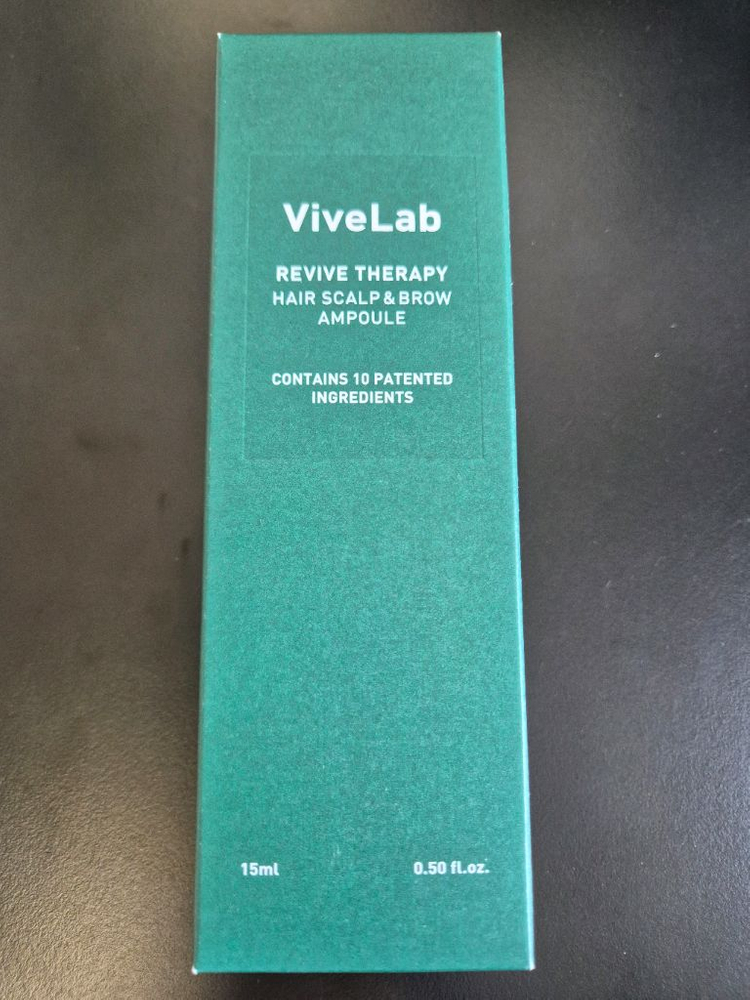 ViveLab
REVIVE THERAPY
HAIR SCALP & BROW
AMPOULE
CONTAINS 10 PATENTED
INGREDIENTS
15ml 0.50 fl.oz.